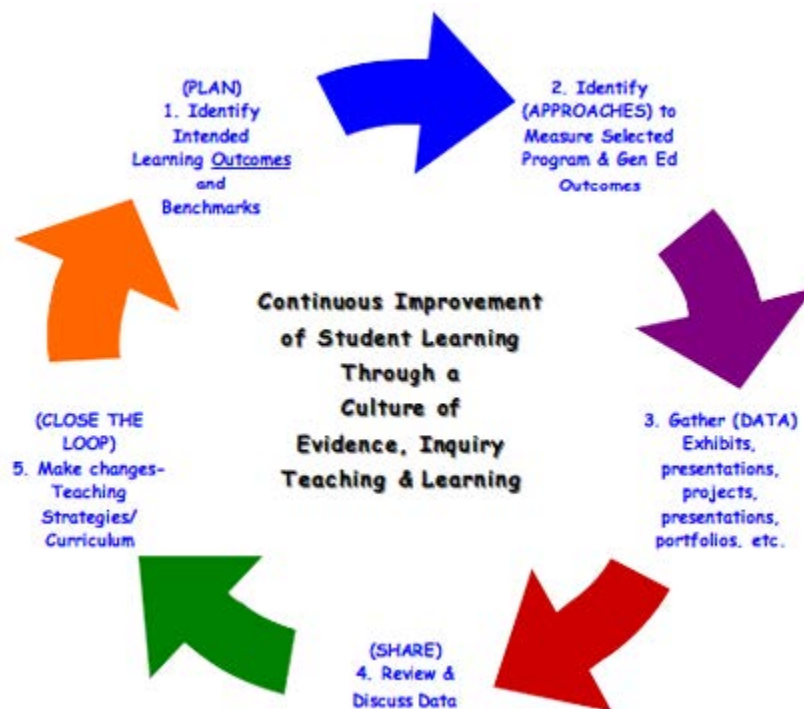 (PLAN)
1. Identify
Intended
Learning Outcomes
and
Benchmarks
2. Identify
(APPROACHES) to
Measure Selected
Program & Gen Ed
Outcomes
Continuous Improvement
of Student Learning
Through a
Culture of
Evidence, Inquiry
Teaching & Learning
3. Gather (DATA)
Exhibits,
presentations,
projects,
presentations,
portfolios, etc.
(SHARE)
4. Review &
Discuss Data
(CLOSE THE
LOOP)
5. Make changes-
Teaching
Strategies/
Curriculum